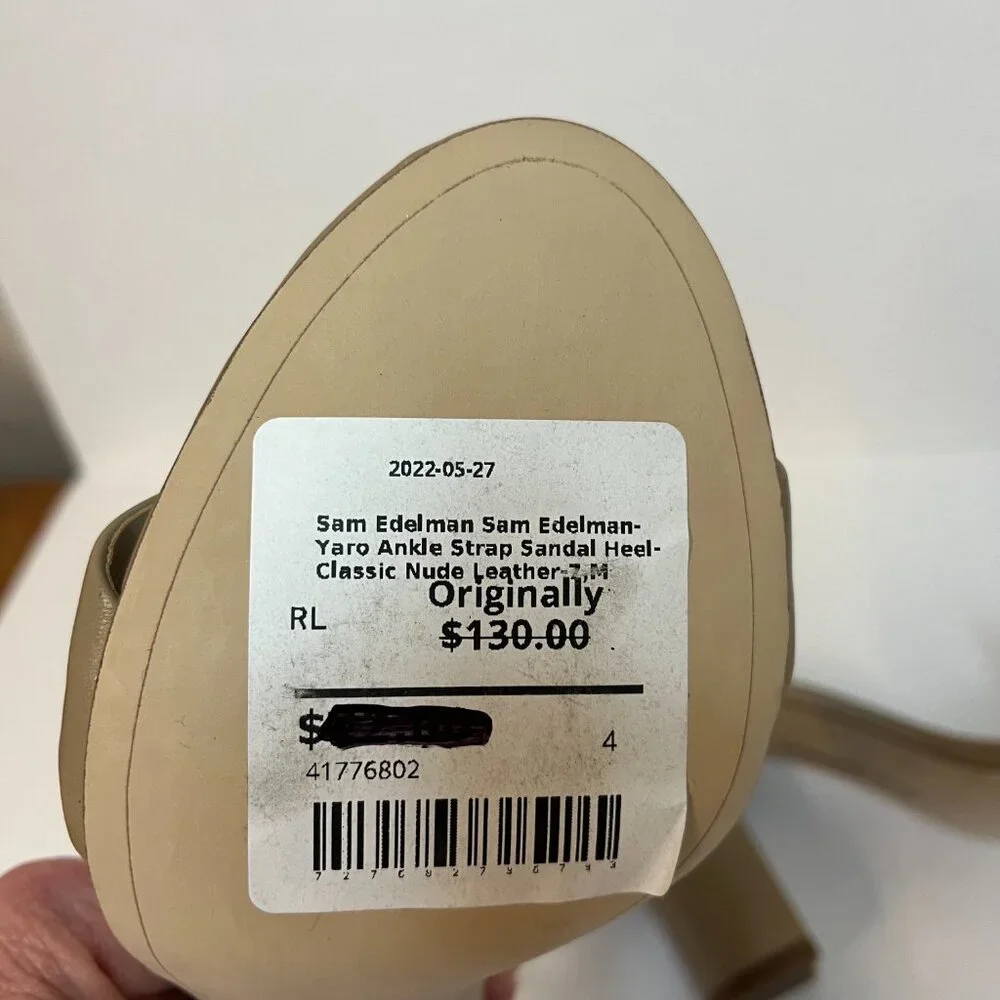 2022-05-27
Sam Edelman Sam Edelman-
Yaro Ankle Strap Sandal Heel-
Classic Nude Leather-7,M
Originally
RL
$130.00
$
4
41776802